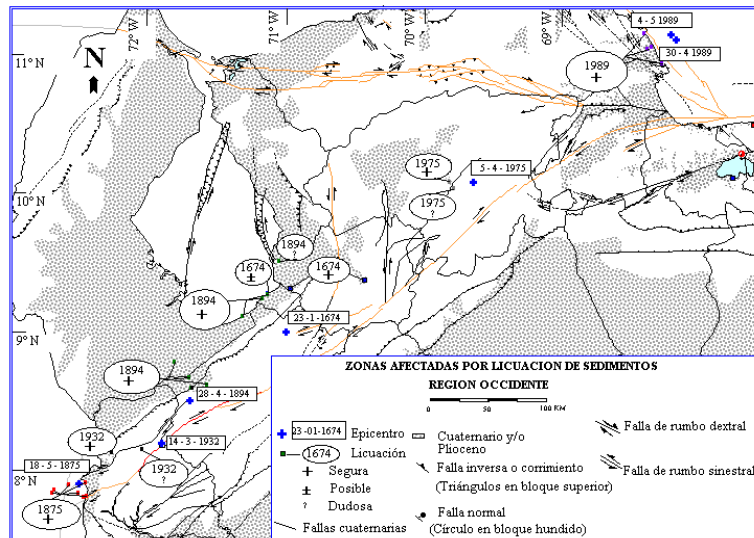 72° W
71° W
70° W
69° W
4 - 5 1989
30 - 4 1989
11° N
N
1989
1975
5 - 4 - 1975
1975
?
10° N
1894
?
1674
1674
1894
23 -1 -1674
9° N
1894
28 - 4 - 1894
1932
14 - 3 - 1932
1932
?
18 - 5 - 1875
8° N
1875
ZONAS AFECTADAS POR LICUACION DE SEDIMENTOS
REGION OCCIDENTE
0 50 100 KM
23-01-1674 Epicentro
1674 Licuación
Segura
Posible
? Dudosa
Fallas cuaternarias
Cuaternario y/o
Plioceno
Falla inversa o corrimiento
(Triángulos en bloque superior)
Falla normal
(Círculo en bloque hundido)
Falla de rumbo dextral
Falla de rumbo sinestral